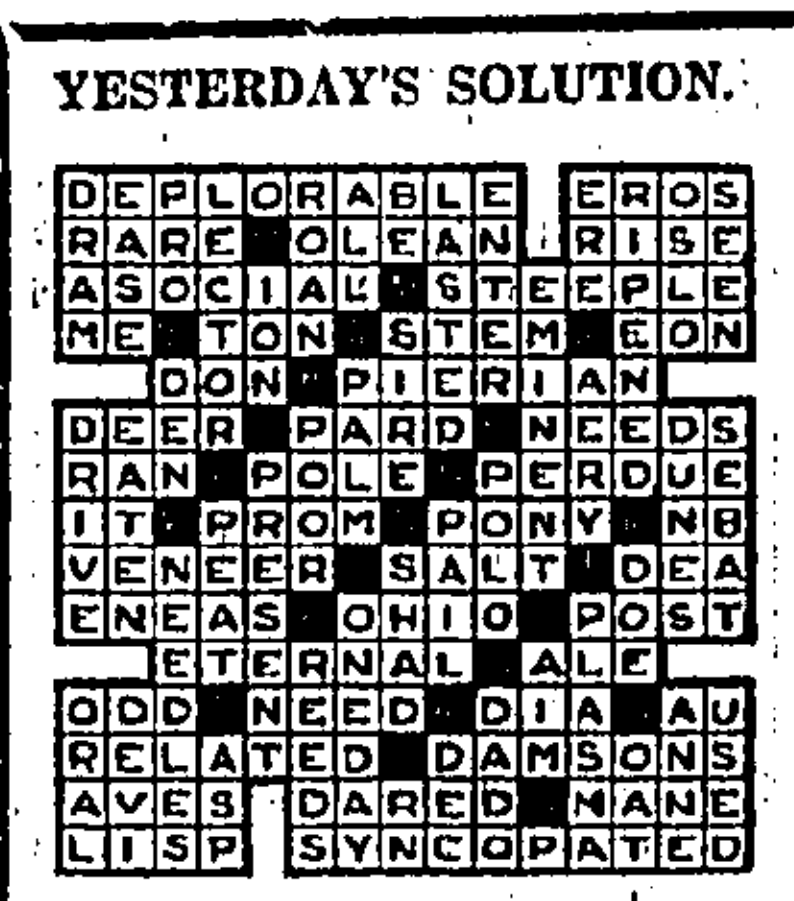 YESTERDAY'S SOLUTION.
DEPLORABLE EROS
RARE OLEAN RISE
ASOCIAL STEEPLE
ME TON STEM EON
DON PIERIAN
DEER PARD NEEDS
RAN POLE PERDUE
IT PROM PONY NB
VENEER SALT DEA
ENEAS OHIO POST
ETERNAL ALE
ODD NEED DIA AU
RELATED DAMSONS
AVES DARED MANE
LISP SYNCOPATED